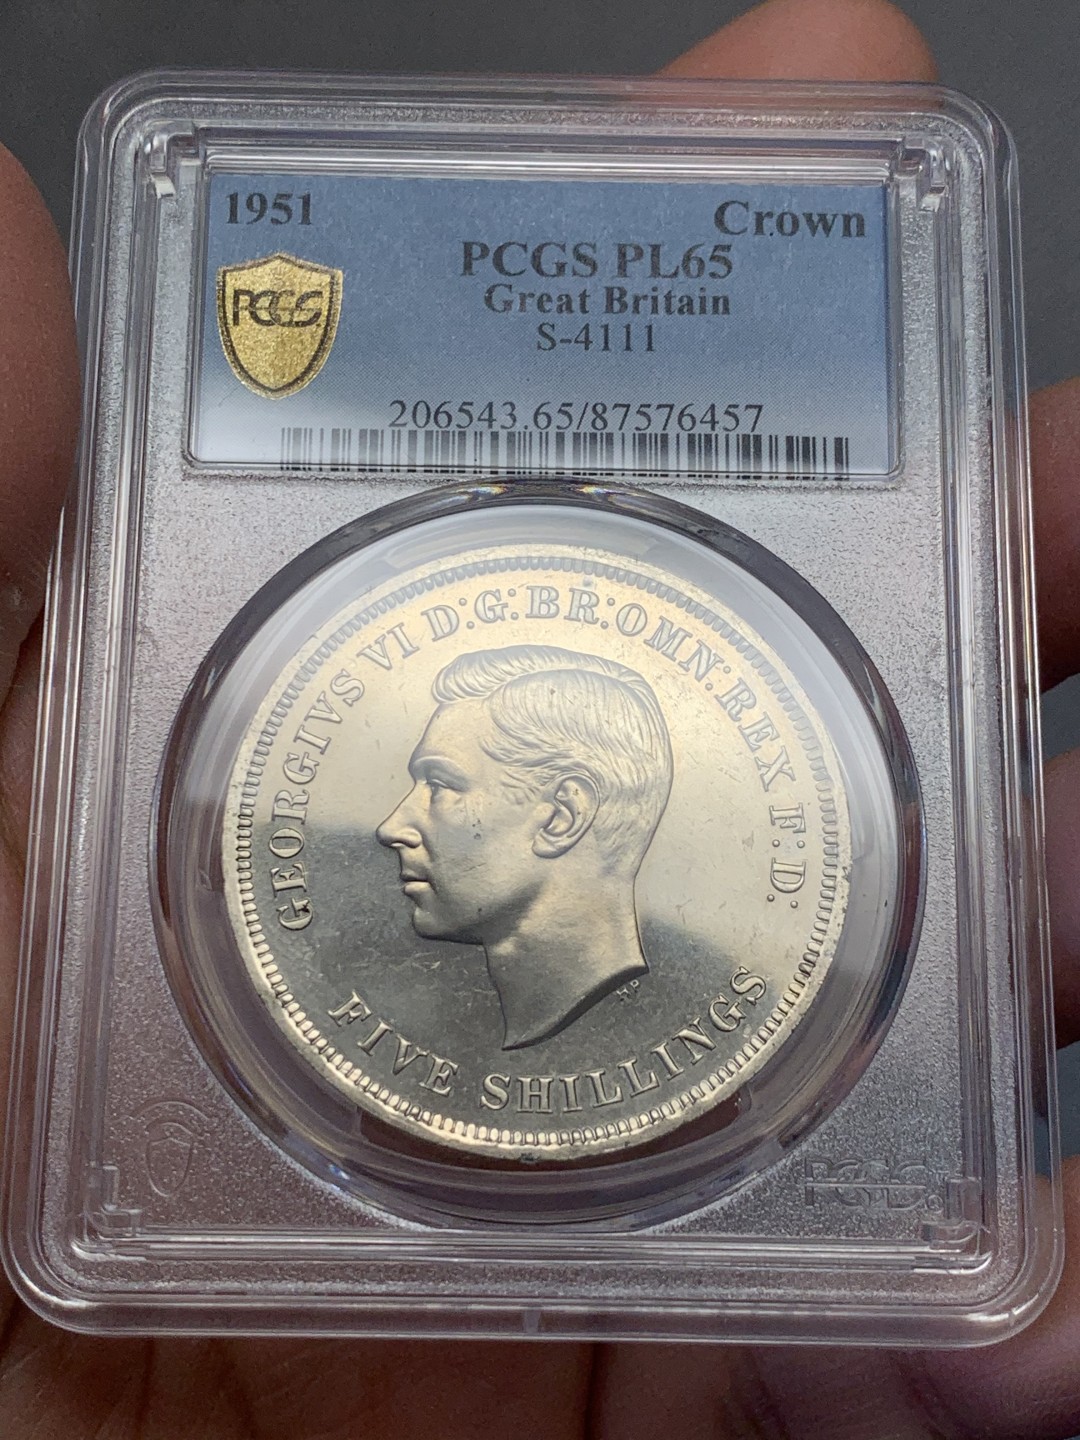 1951
Crown
PCGS PL65
Great Britain
S-4111
PCGS
206543.65/87576457
GEORGIVS VI D:G:BR:OMN:REX F:D:
HP
FIVE SHILLINGS
PCGS